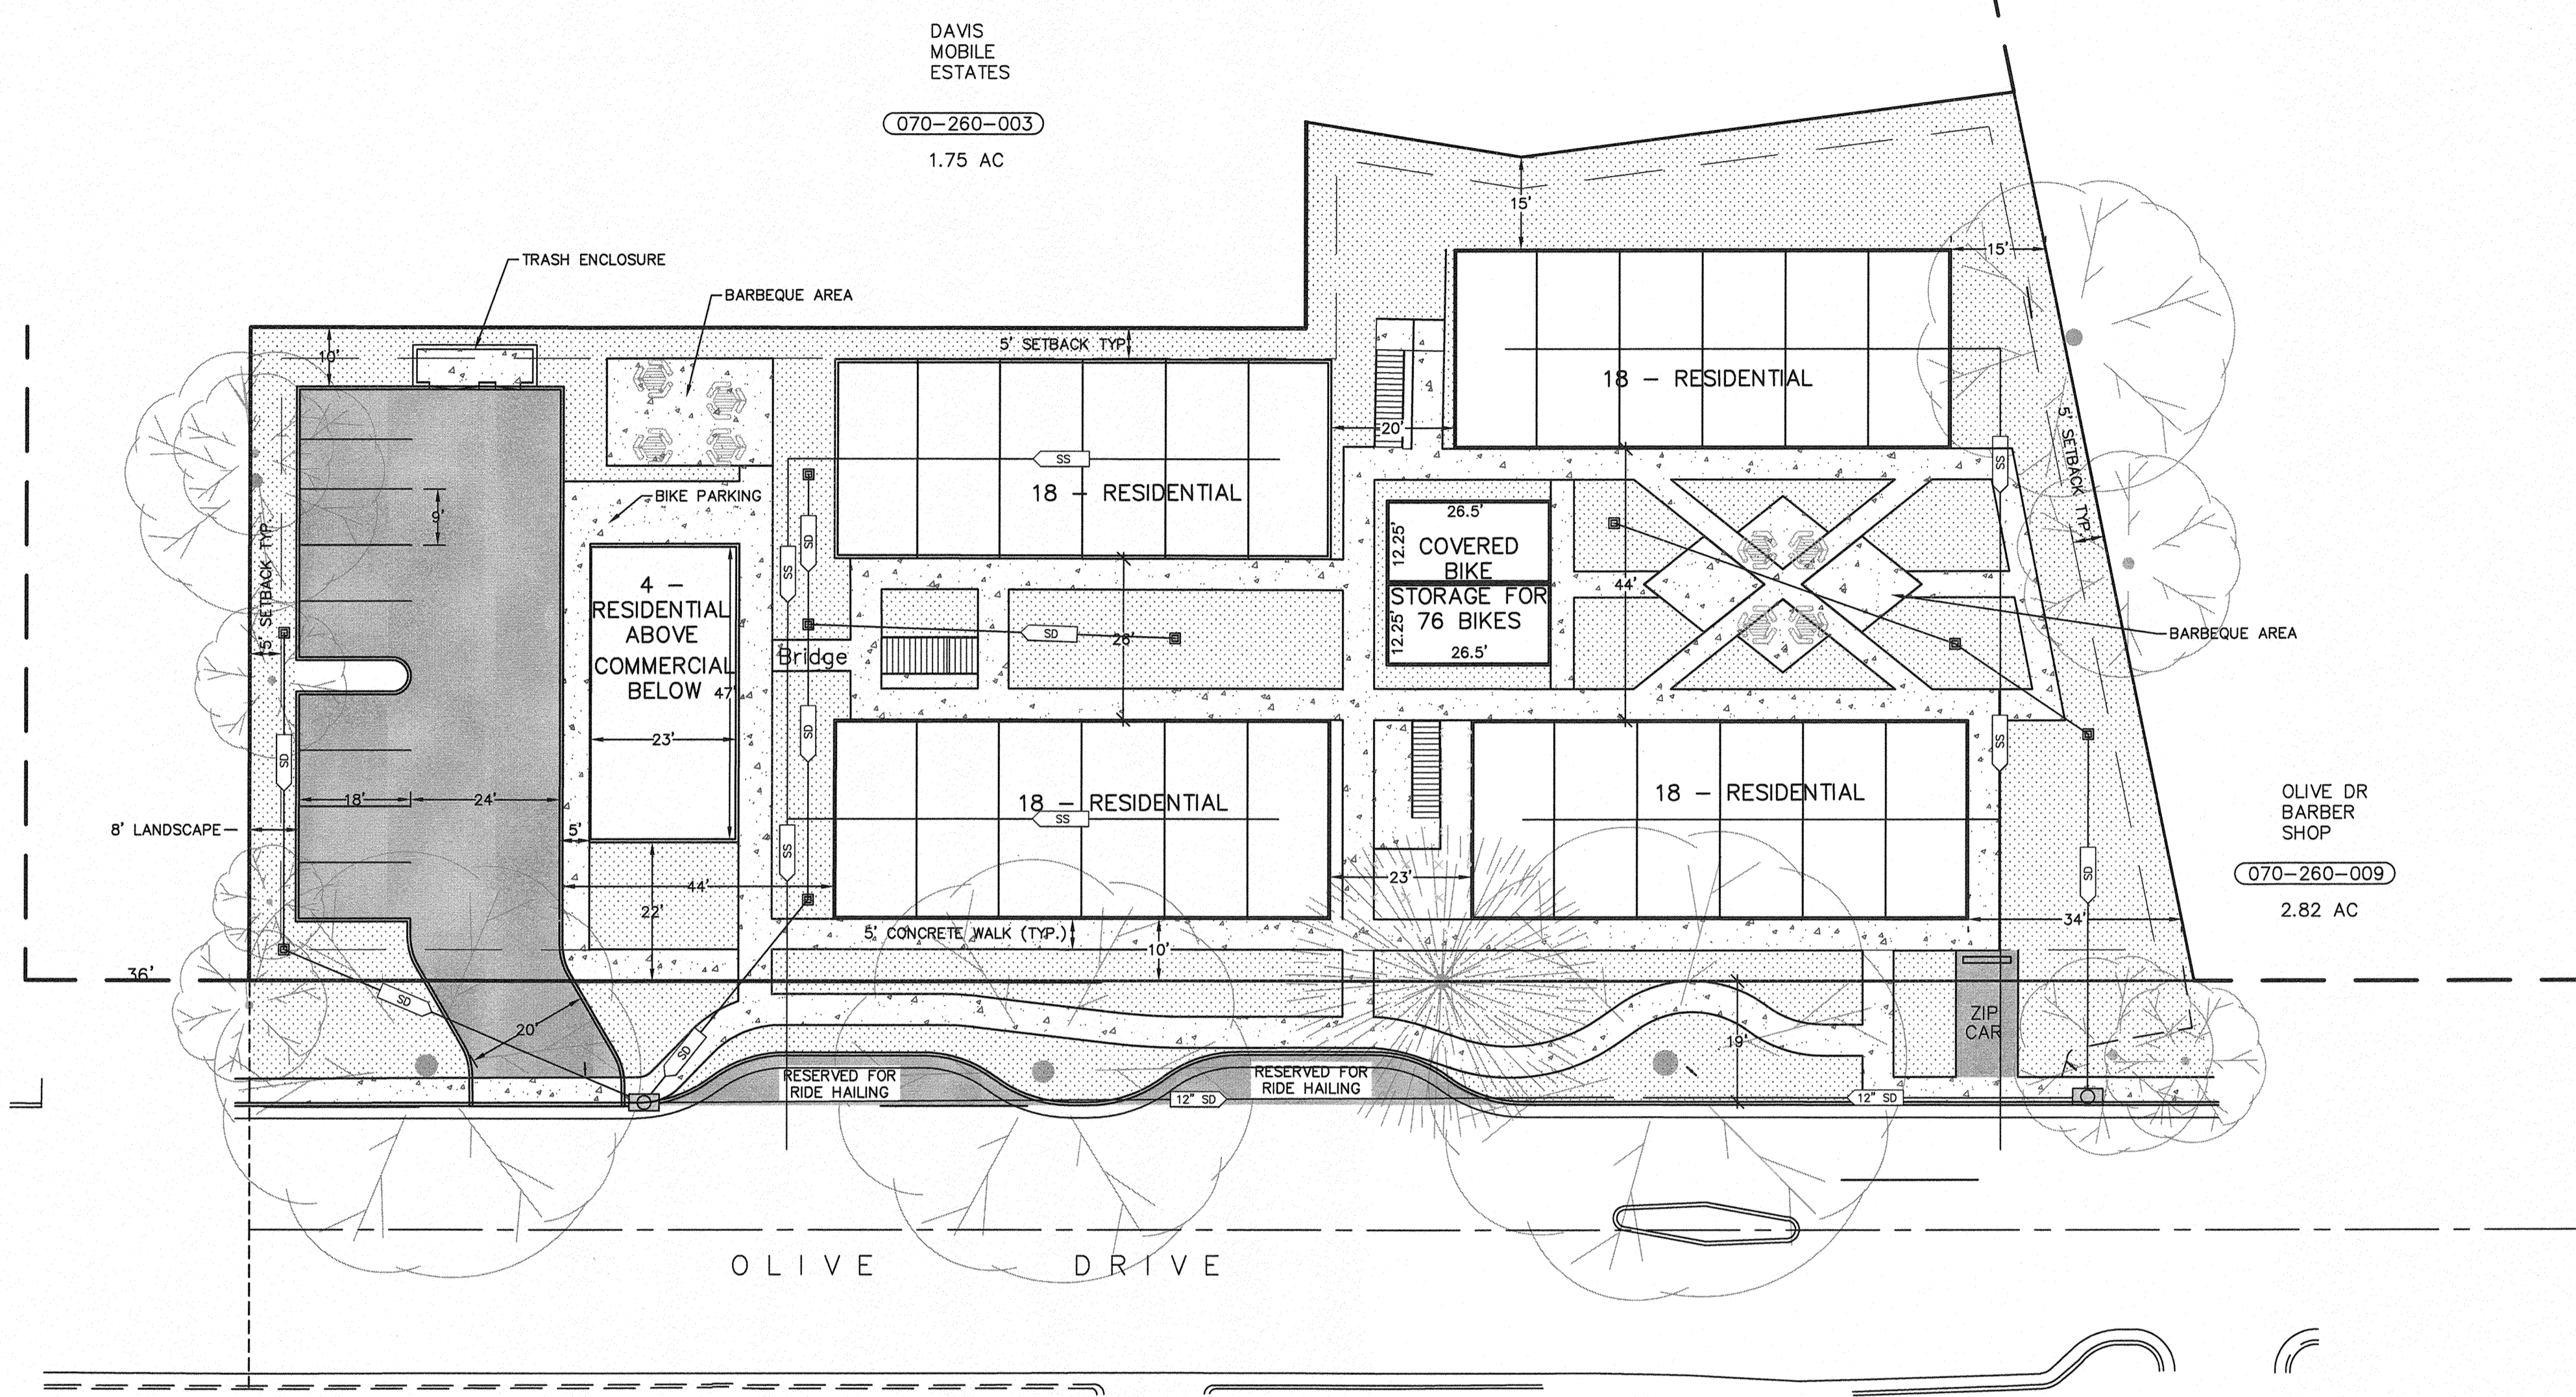 DAVIS
MOBILE
ESTATES
070-260-003
1.75 AC
TRASH ENCLOSURE
BARBEQUE AREA
15'
15'
10'
5' SETBACK TYP.
18 - RESIDENTIAL
20'
SS
18 - RESIDENTIAL
BIKE PARKING
9'
5' SETBACK TYP.
5' SETBACK TYP.
SS
SD
SS
26.5'
12.25'
COVERED
BIKE
STORAGE FOR
76 BIKES
12.25'
26.5'
44'
BARBEQUE AREA
4 -
RESIDENTIAL
ABOVE
COMMERCIAL
BELOW
47'
23'
Bridge
SD
26'
5'
SD
SD
SS
18'
24'
18 - RESIDENTIAL
SS
18 - RESIDENTIAL
8' LANDSCAPE
5'
SS
44'
22'
23'
SD
34'
OLIVE DR
BARBER
SHOP
070-260-009
2.82 AC
5' CONCRETE WALK (TYP.)
10'
36'
SD
20'
SD
19'
ZIP
CAR
RESERVED FOR
RIDE HAILING
RESERVED FOR
RIDE HAILING
12" SD
12" SD
OLIVE DRIVE